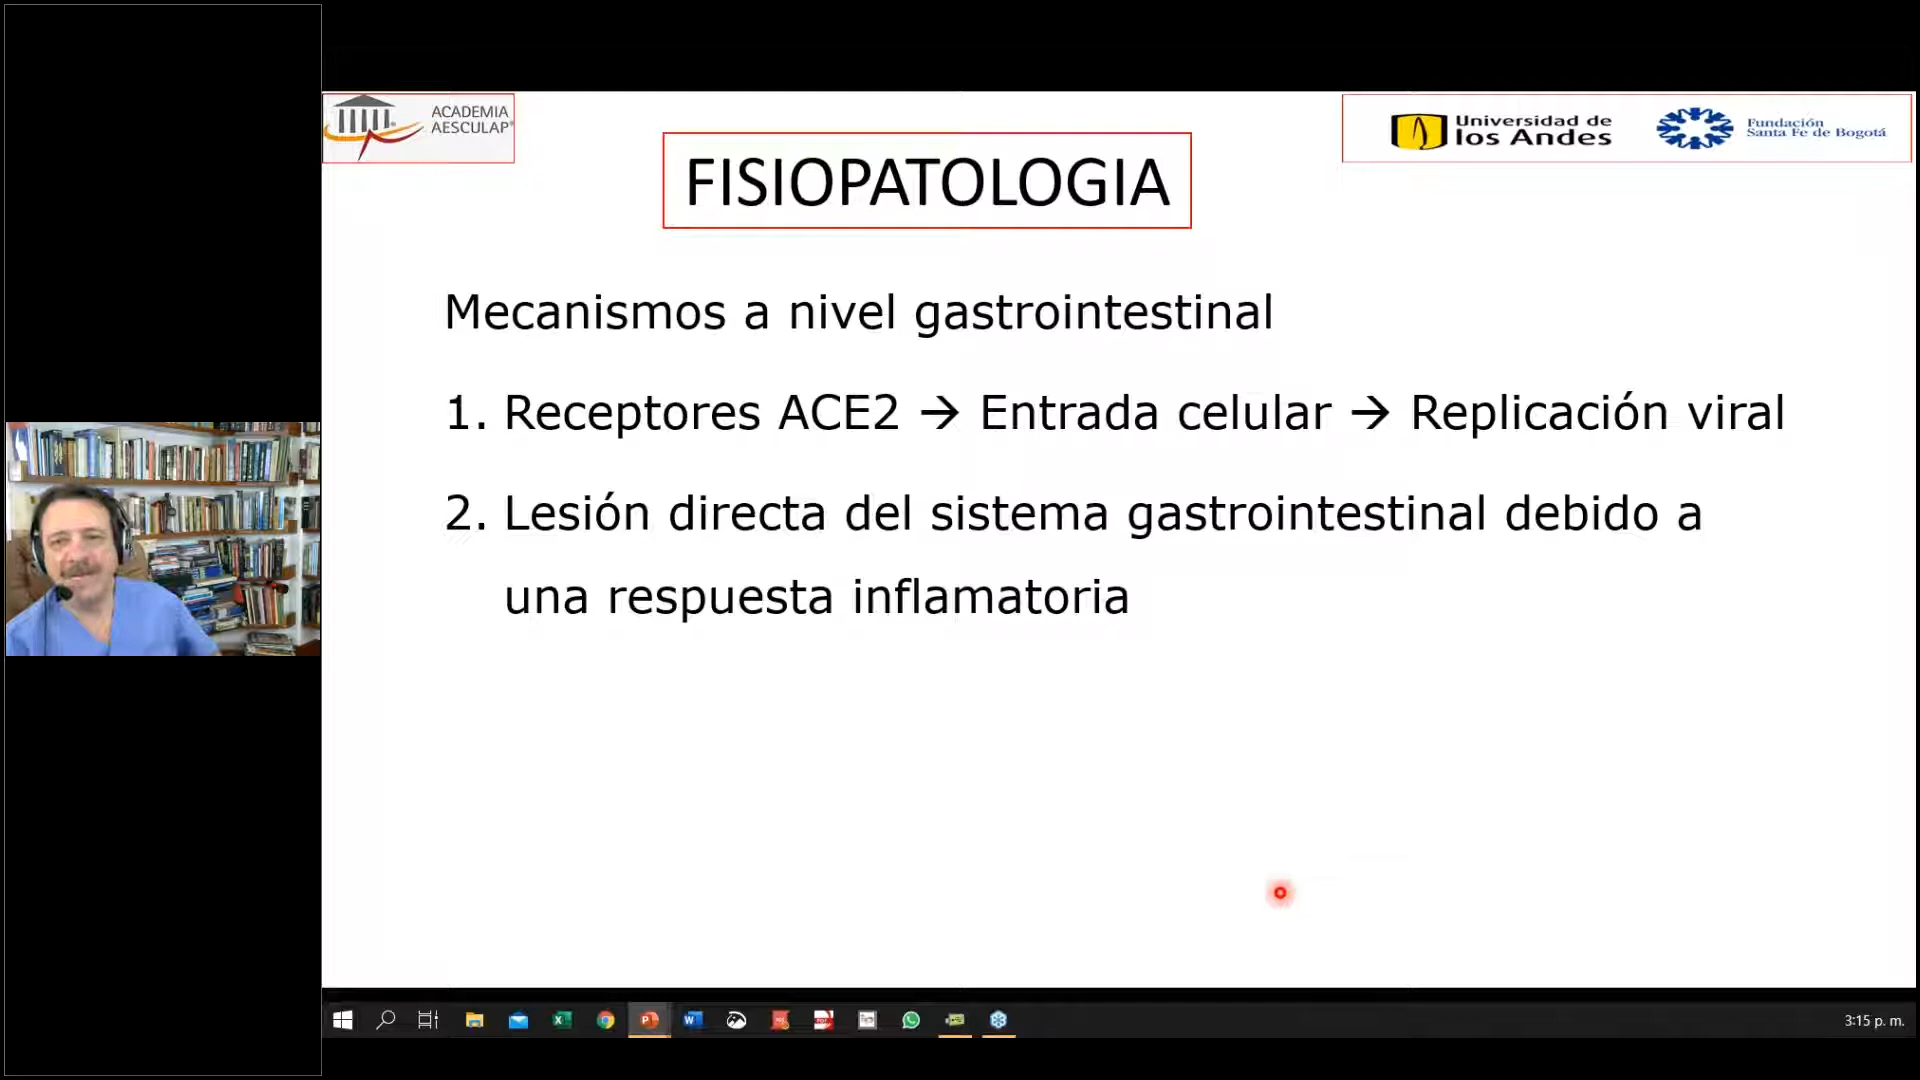 ACADEMIA
AESCULAP®
Universidad de
los Andes
Fundación
Santa Fe de Bogotá
FISIOPATOLOGIA
Mecanismos a nivel gastrointestinal
1. Receptores ACE2 → Entrada celular → Replicación viral
2. Lesión directa del sistema gastrointestinal debido a
una respuesta inflamatoria
3:15 p. m.